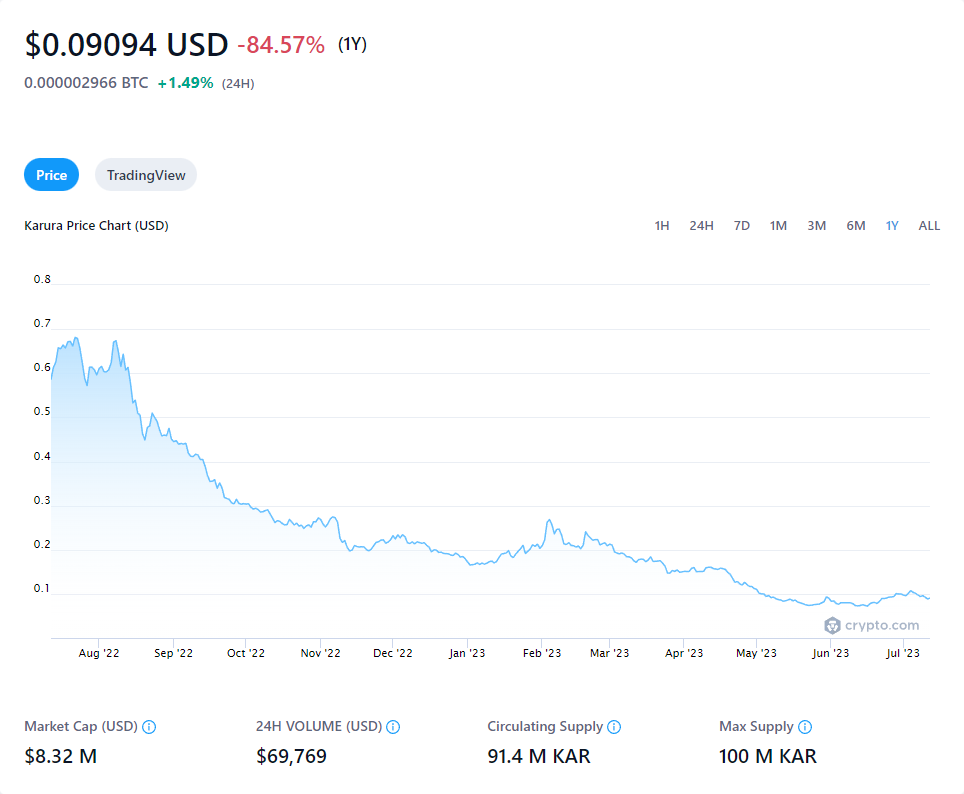 $0.09094 USD -84.57% (1Y)
0.000002966 BTC +1.49% (24H)
Price TradingView
Karura Price Chart (USD) 1H 24H 7D 1M 3M 6M 1Y ALL
0.8
0.7
0.6
0.5
0.4
0.3
0.2
0.1
crypto.com
Aug '22 Sep '22 Oct '22 Nov '22 Dec '22 Jan '23 Feb '23 Mar '23 Apr '23 May '23 Jun '23 Jul '23
Market Cap (USD) 24H VOLUME (USD) Circulating Supply Max Supply
$8.32 M $69,769 91.4 M KAR 100 M KAR